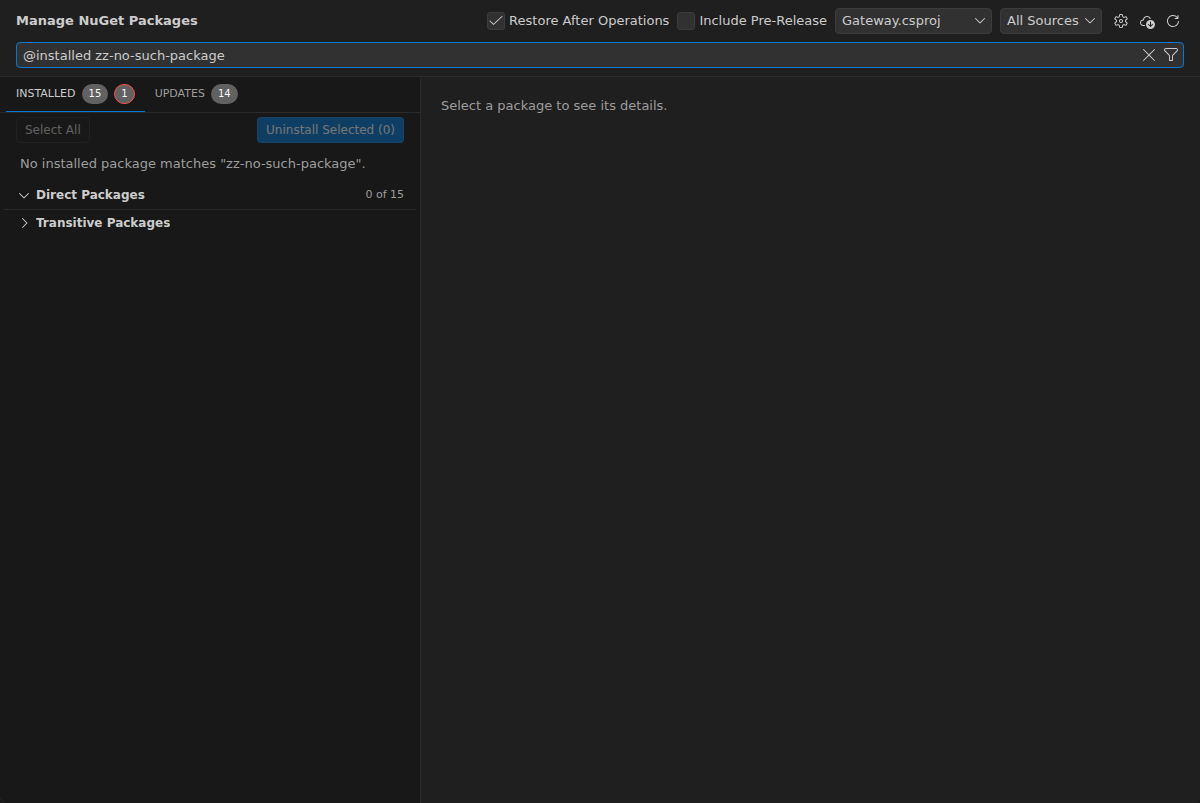 Manage NuGet Packages
Restore After Operations
Include Pre-Release
Gateway.csproj
All Sources
@installed zz-no-such-package
INSTALLED 15 1 UPDATES 14
Select All
Uninstall Selected (0)
No installed package matches "zz-no-such-package".
Direct Packages 0 of 15
Transitive Packages
Select a package to see its details.